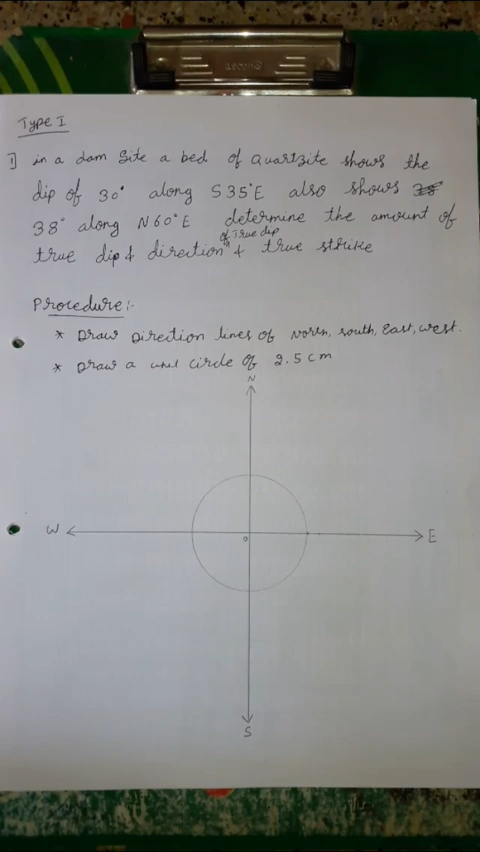 Type I
1] in a dam site a bed of Quartzite shows the
dip of 30° along S35°E also shows
38° along N60°E determine the amount of
true dip & direction of True dip & true strike
Procedure:-
* Draw Direction lines of North, South, East, west.
* Draw a unit circle of 2.5 cm
N
W
O
E
S